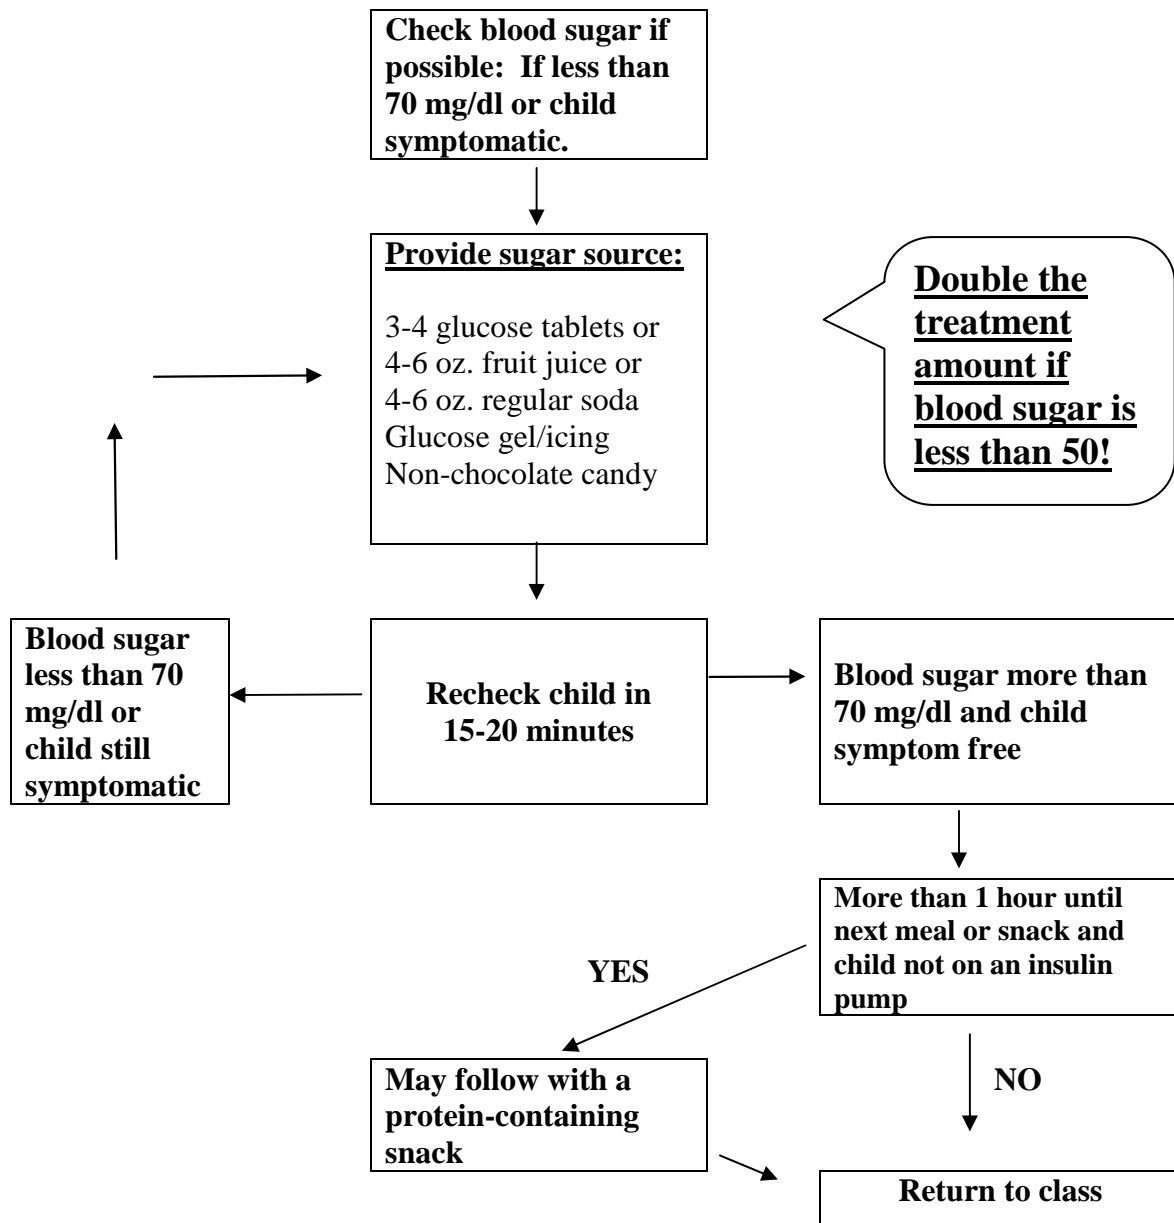 Check blood sugar if
possible:  If less than
70 mg/dl or child
symptomatic.
Provide sugar source:
3-4 glucose tablets or
4-6 oz. fruit juice or
4-6 oz. regular soda
Glucose gel/icing
Non-chocolate candy
Double the
treatment
amount if
blood sugar is
less than 50!
Blood sugar
less than 70
mg/dl or
child still
symptomatic
Recheck child in
15-20 minutes
Blood sugar more than
70 mg/dl and child
symptom free
More than 1 hour until
next meal or snack and
child not on an insulin
pump
YES
NO
May follow with a
protein-containing
snack
Return to class